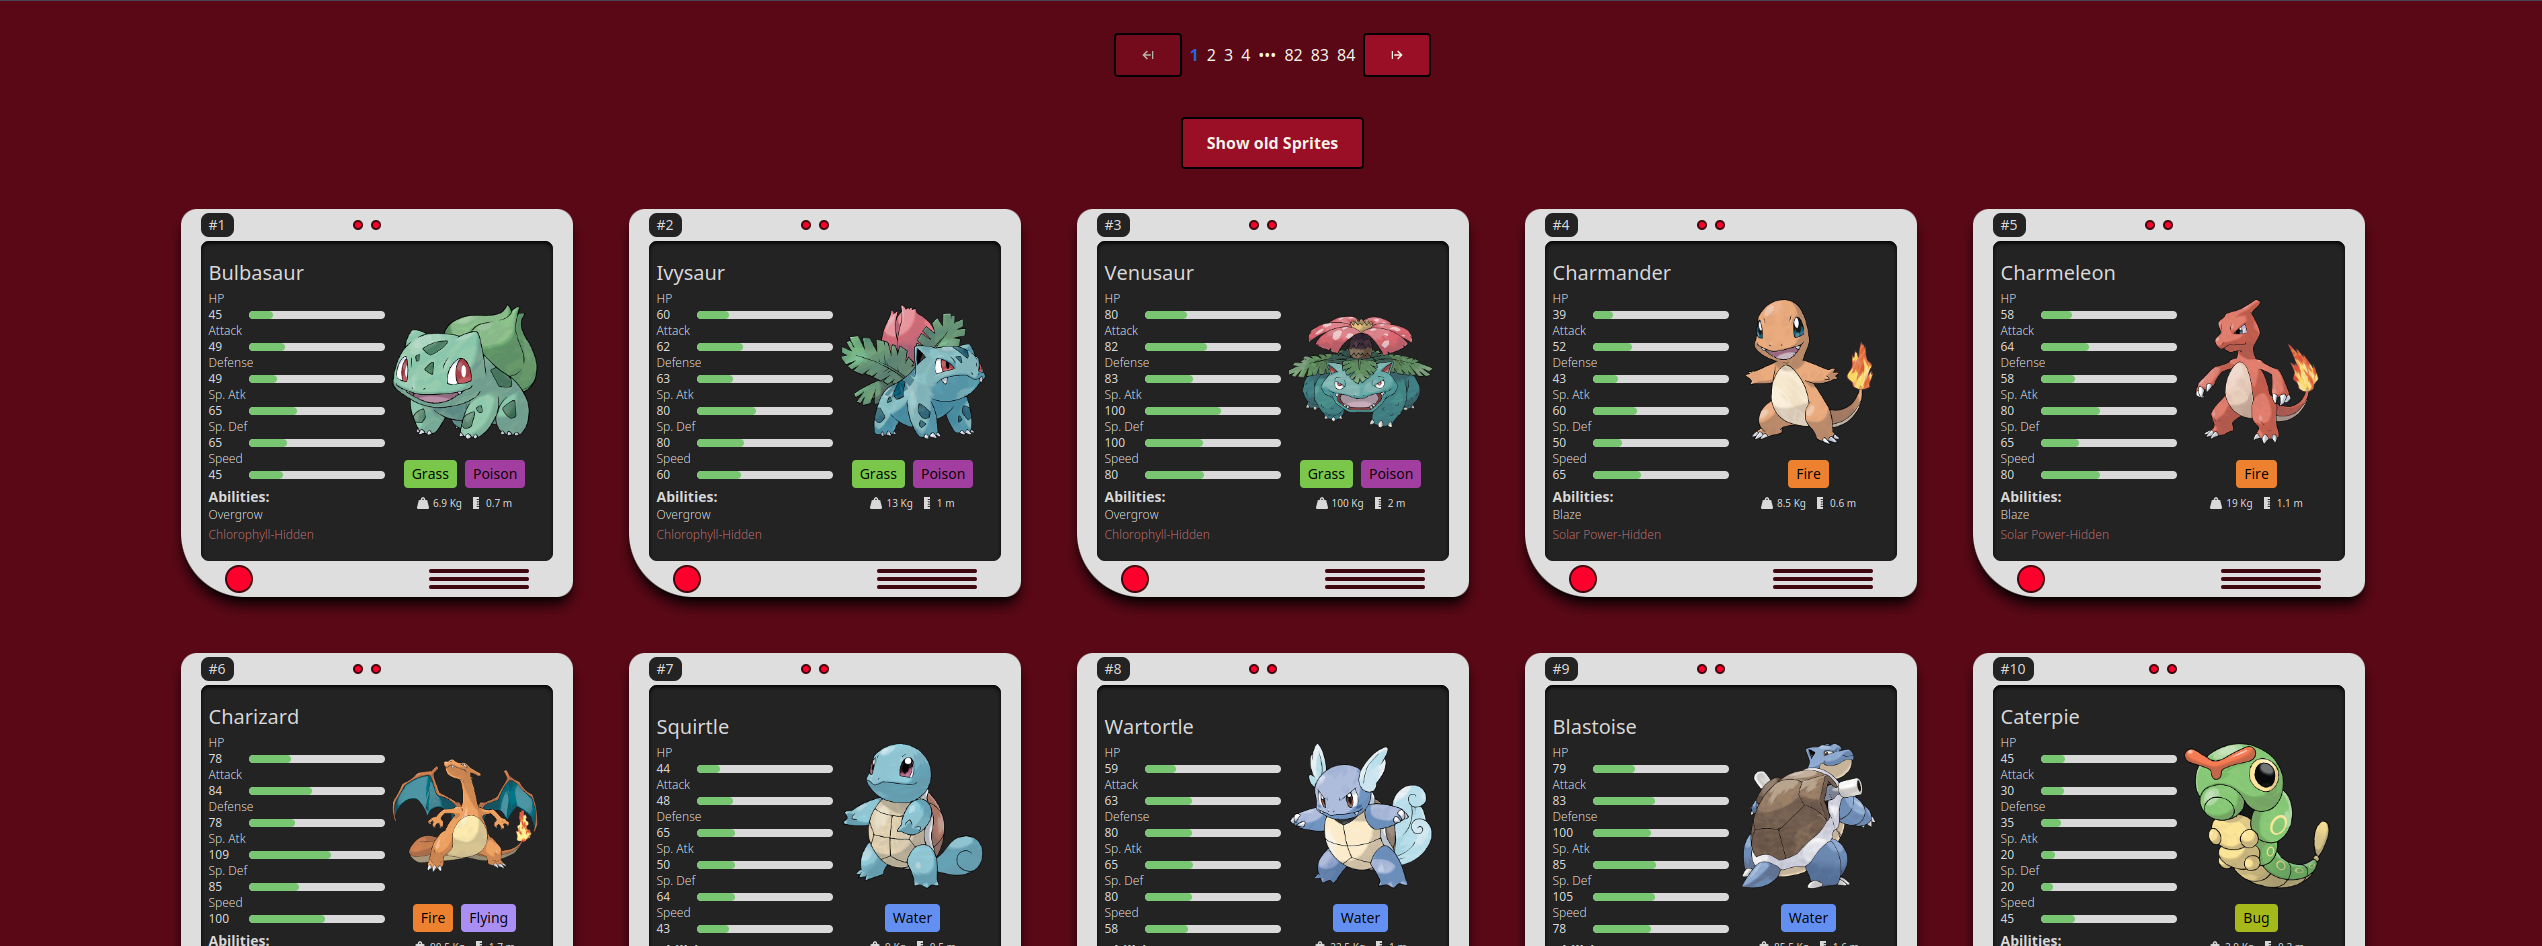 1 2 3 4 ••• 82 83 84
Show old Sprites
#1
Bulbasaur
HP
45
Attack
49
Defense
49
Sp. Atk
65
Sp. Def
65
Speed
45
Abilities:
Overgrow
Chlorophyll-Hidden
Grass Poison
6.9 Kg 0.7 m
#2
Ivysaur
HP
60
Attack
62
Defense
63
Sp. Atk
80
Sp. Def
80
Speed
60
Abilities:
Overgrow
Chlorophyll-Hidden
Grass Poison
13 Kg 1 m
#3
Venusaur
HP
80
Attack
82
Defense
83
Sp. Atk
100
Sp. Def
100
Speed
80
Abilities:
Overgrow
Chlorophyll-Hidden
Grass Poison
100 Kg 2 m
#4
Charmander
HP
39
Attack
52
Defense
43
Sp. Atk
60
Sp. Def
50
Speed
65
Abilities:
Blaze
Solar Power-Hidden
Fire
8.5 Kg 0.6 m
#5
Charmeleon
HP
58
Attack
64
Defense
58
Sp. Atk
80
Sp. Def
65
Speed
80
Abilities:
Blaze
Solar Power-Hidden
Fire
19 Kg 1.1 m
#6
Charizard
HP
78
Attack
84
Defense
78
Sp. Atk
109
Sp. Def
85
Speed
100
Abilities:
Fire Flying
#7
Squirtle
HP
44
Attack
48
Defense
65
Sp. Atk
50
Sp. Def
64
Speed
43
Water
#8
Wartortle
HP
59
Attack
63
Defense
80
Sp. Atk
65
Sp. Def
80
Speed
58
Water
#9
Blastoise
HP
79
Attack
83
Defense
100
Sp. Atk
85
Sp. Def
105
Speed
78
Water
#10
Caterpie
HP
45
Attack
30
Defense
35
Sp. Atk
20
Sp. Def
20
Speed
45
Abilities:
Bug